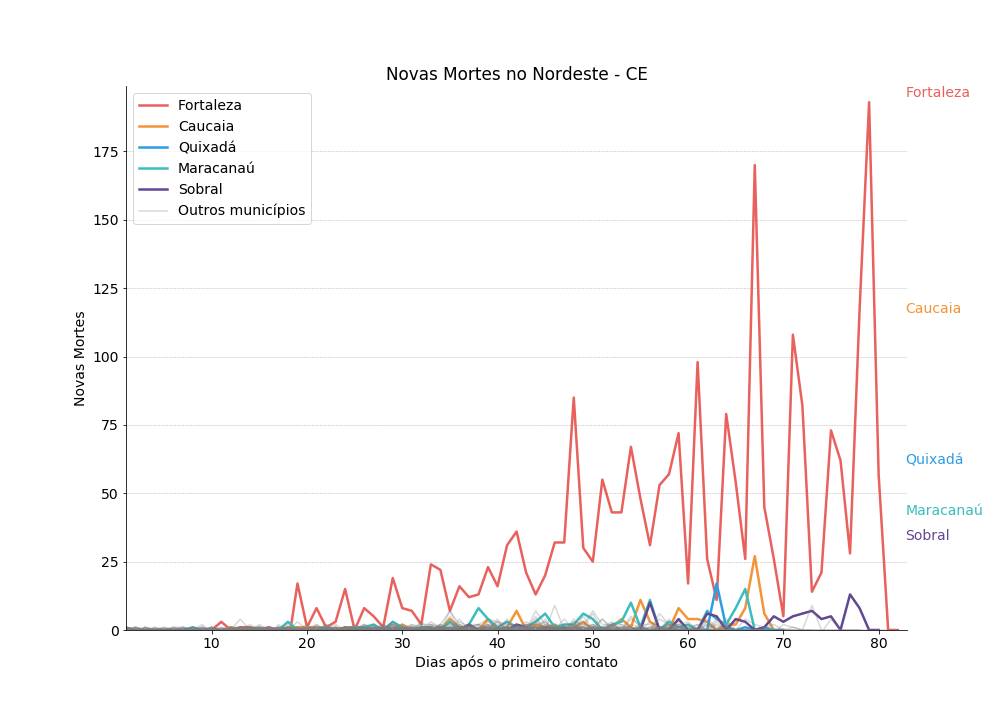 Novas Mortes no Nordeste - CE
Fortaleza
Caucaia
Quixadá
Maracanaú
Sobral
Outros municípios
Fortaleza
Caucaia
Quixadá
Maracanaú
Sobral
Novas Mortes
175
150
125
100
75
50
25
0
10
20
30
40
50
60
70
80
Dias após o primeiro contato